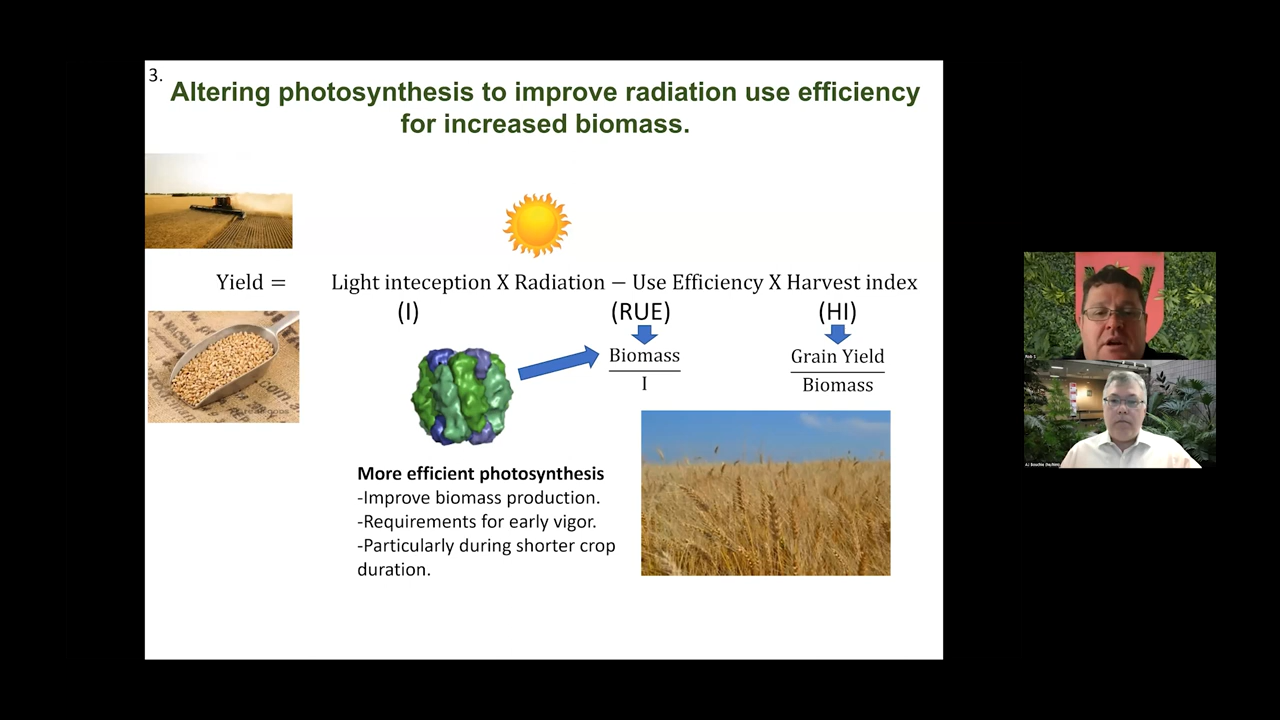 3.
Altering photosynthesis to improve radiation use efficiency
for increased biomass.
Yield = Light inteception X Radiation − Use Efficiency X Harvest index
(I) (RUE) (HI)
Biomass
I
Grain Yield
Biomass
More efficient photosynthesis
-Improve biomass production.
-Requirements for early vigor.
-Particularly during shorter crop
duration.